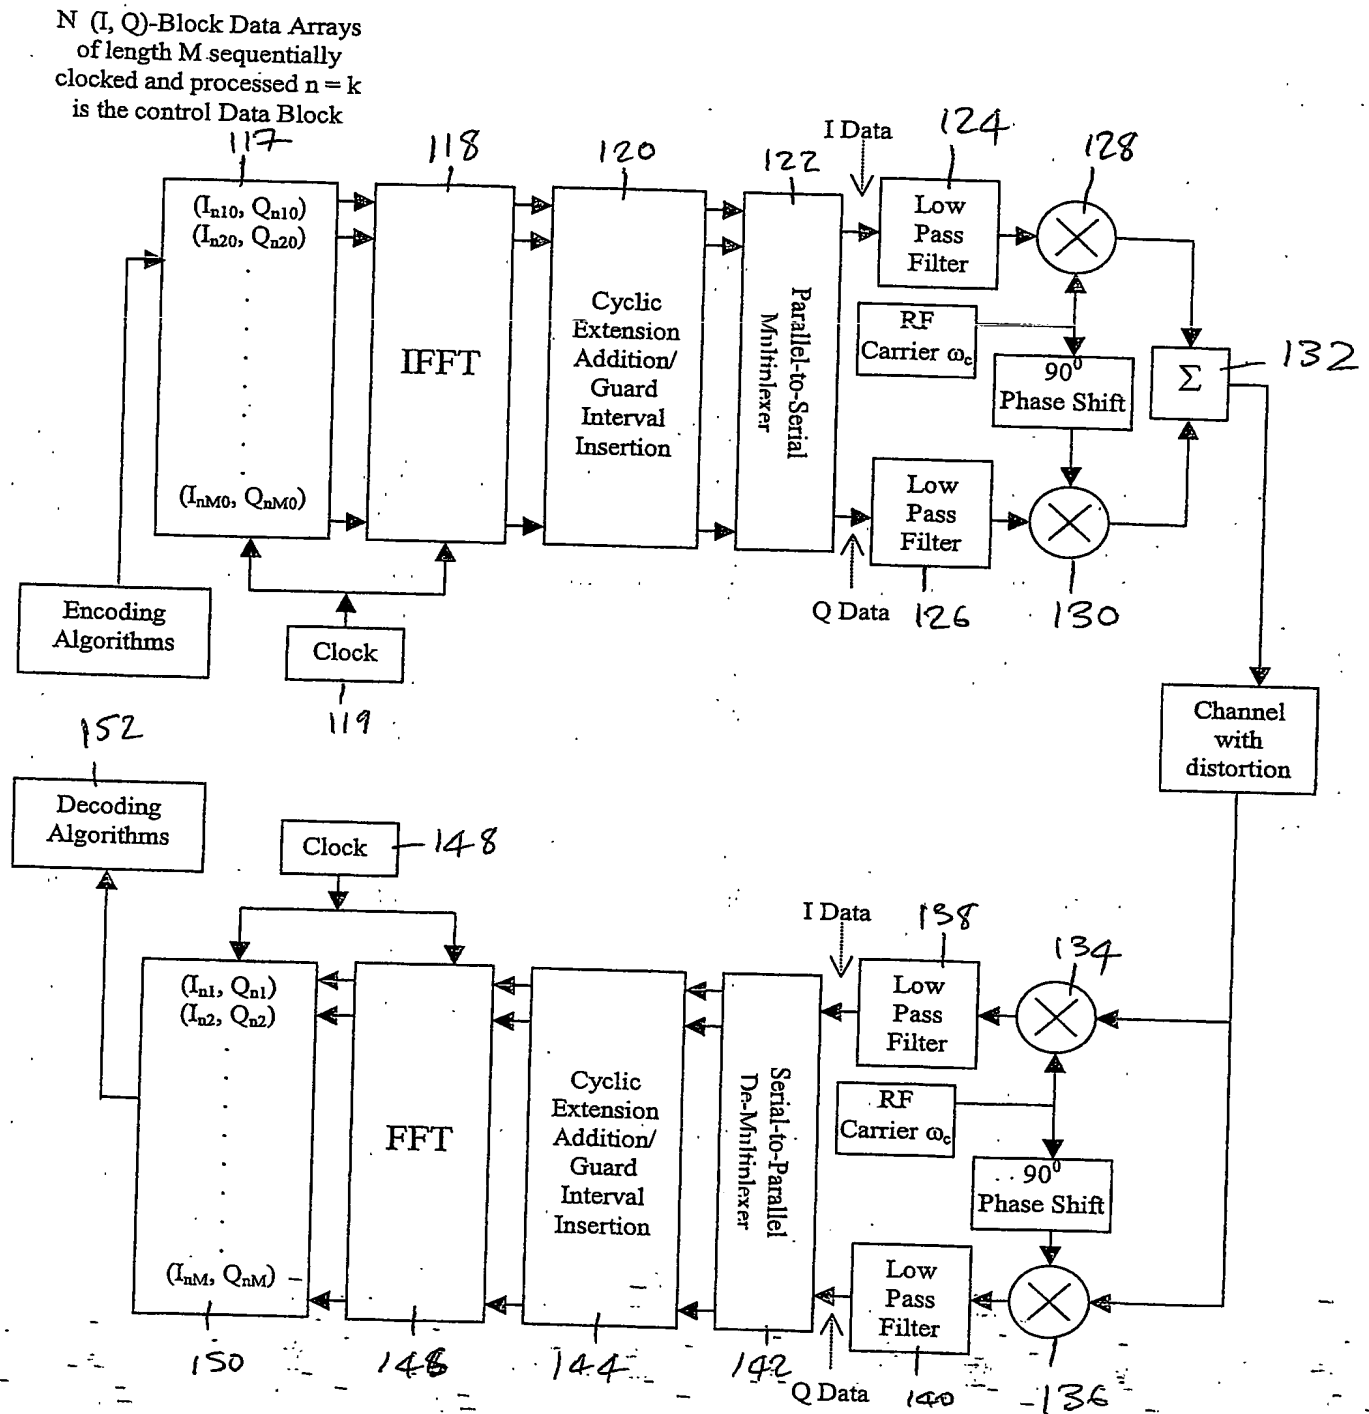 N (I, Q)-Block Data Arrays
of length M sequentially
clocked and processed n = k
is the control Data Block
117
118
120
122
I Data
124
128
(Iₙ₁₀, Qₙ₁₀)
(Iₙ₂₀, Qₙ₂₀)
(IₙM₀, QₙM₀)
IFFT
Cyclic
Extension
Addition/
Guard
Interval
Insertion
Parallel-to-Serial
Multinlexer
Low
Pass
Filter
RF
Carrier ωc
90⁰
Phase Shift
Σ
132
Low
Pass
Filter
Q Data
126
130
Encoding
Algorithms
Clock
119
Channel
with
distortion
152
Decoding
Algorithms
Clock
148
I Data
138
134
(Iₙ₁, Qₙ₁)
(Iₙ₂, Qₙ₂)
(IₙM, QₙM)
FFT
Cyclic
Extension
Addition/
Guard
Interval
Insertion
Serial-to-Parallel
De-Multinlexer
Low
Pass
Filter
RF
Carrier ωc
90⁰
Phase Shift
Low
Pass
Filter
150
144
142
Q Data
140
136